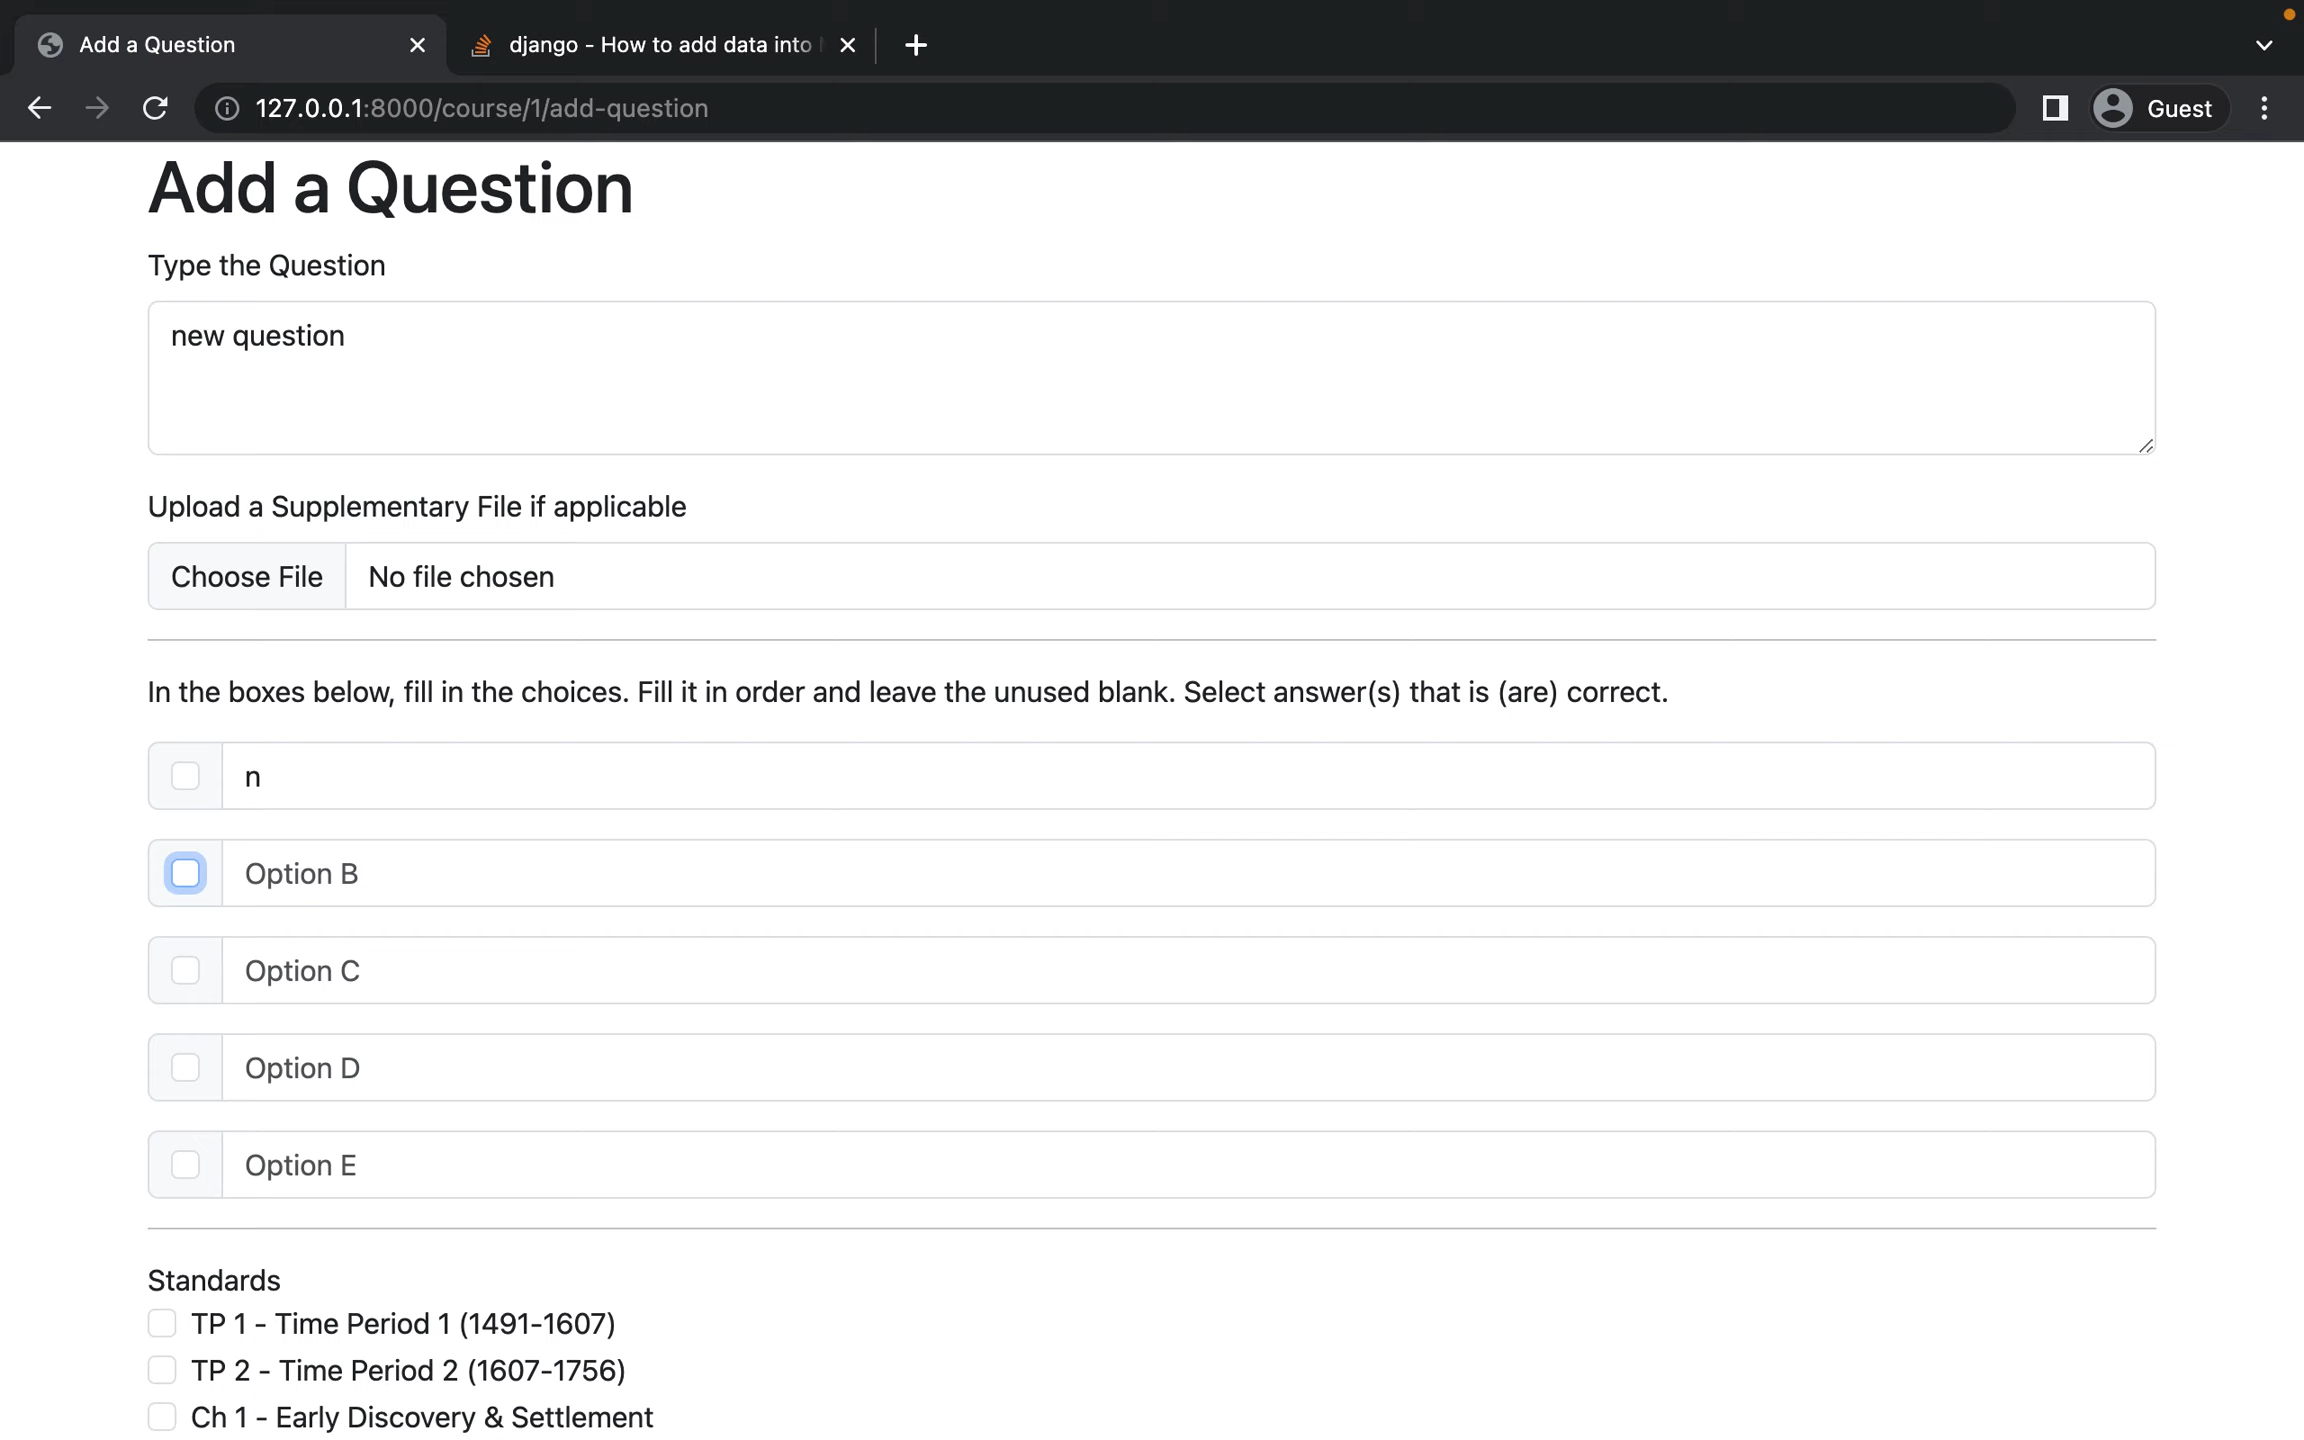 Add a Question
django - How to add data into
127.0.0.1:8000/course/1/add-question
Guest
Add a Question
Type the Question
new question
Upload a Supplementary File if applicable
Choose File
No file chosen
In the boxes below, fill in the choices. Fill it in order and leave the unused blank. Select answer(s) that is (are) correct.
n
Option B
Option C
Option D
Option E
Standards
TP 1 - Time Period 1 (1491-1607)
TP 2 - Time Period 2 (1607-1756)
Ch 1 - Early Discovery & Settlement